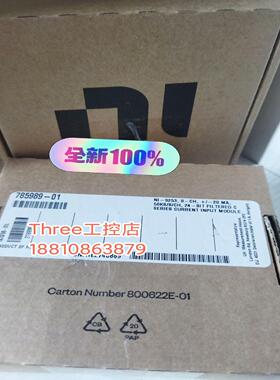 全新100%
785989-01
NI-9253, 8-CH, +/-20 MA,
50KS/S/CH, 24-BIT FILTERED C
SERIES CURRENT INPUT MODULE
Three工控店
18810863879
Carton Number 800622E-01
CB
20
PAP